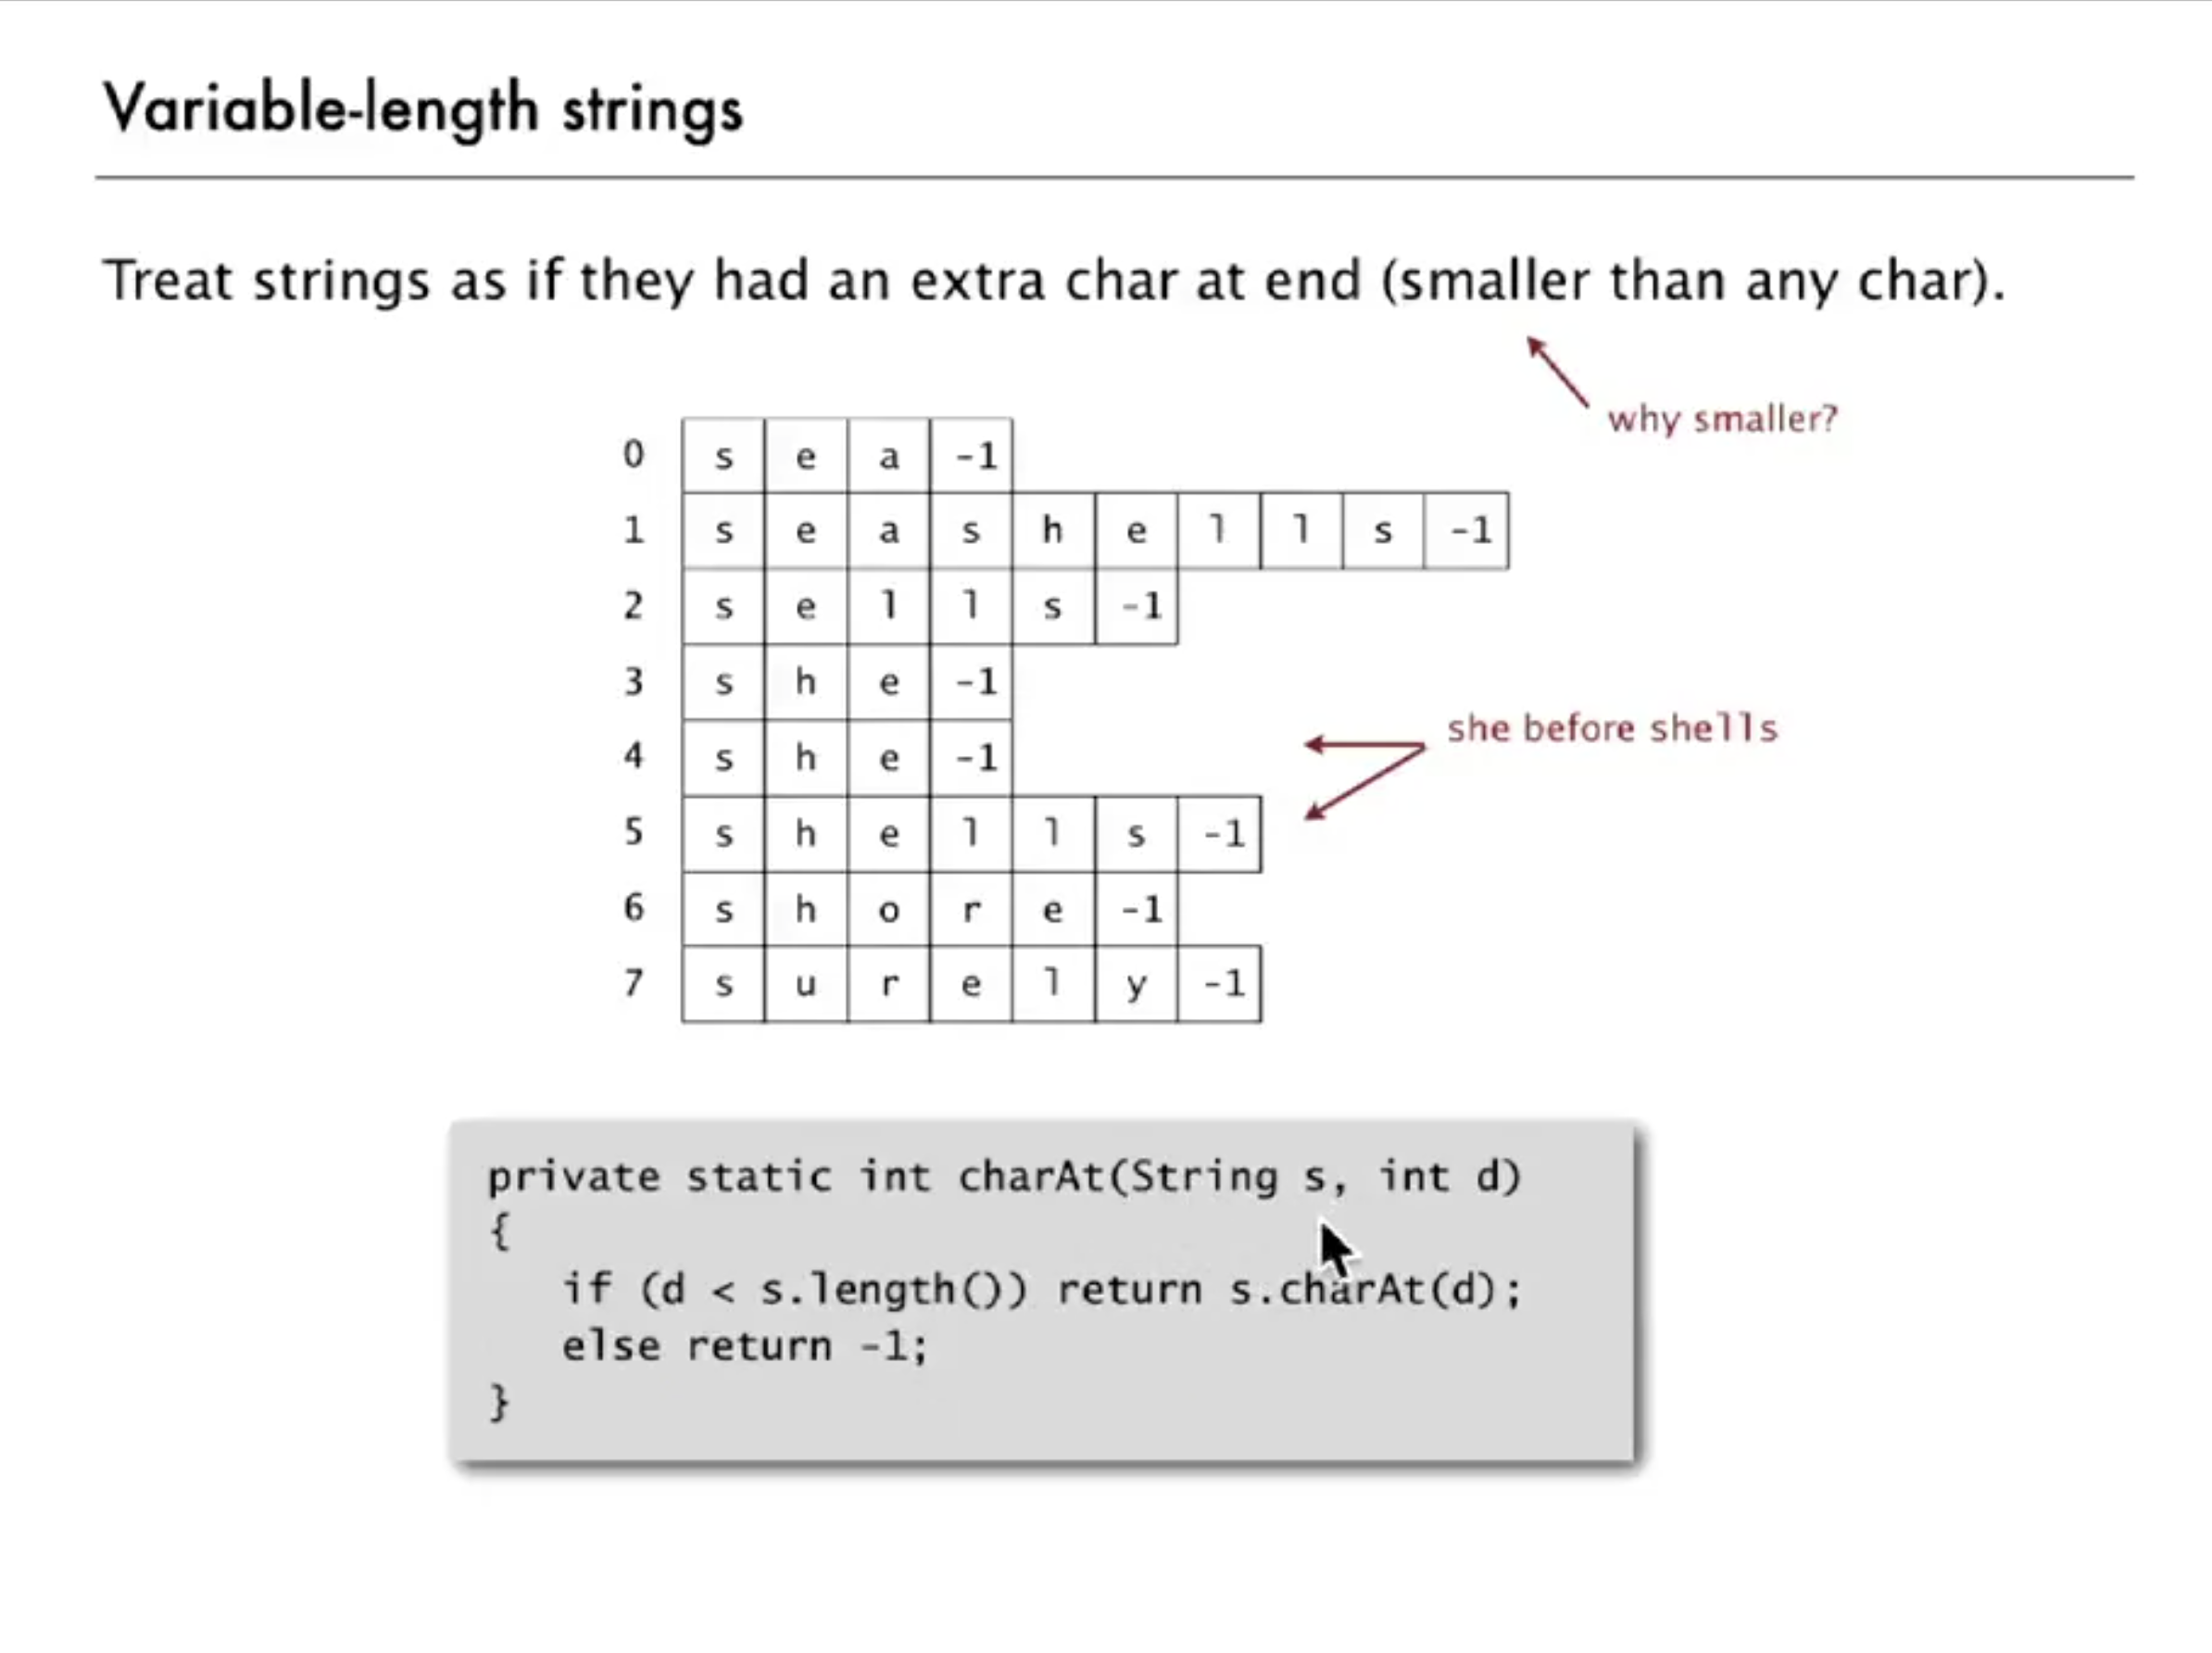 Variable-length strings
Treat strings as if they had an extra char at end (smaller than any char).
why smaller?
0 s e a -1
1 s e a s h e l l s -1
2 s e l l s -1
3 s h e -1
4 s h e -1
she before shells
5 s h e l l s -1
6 s h o r e -1
7 s u r e l y -1
private static int charAt(String s, int d)
{
if (d < s.length()) return s.charAt(d);
else return -1;
}